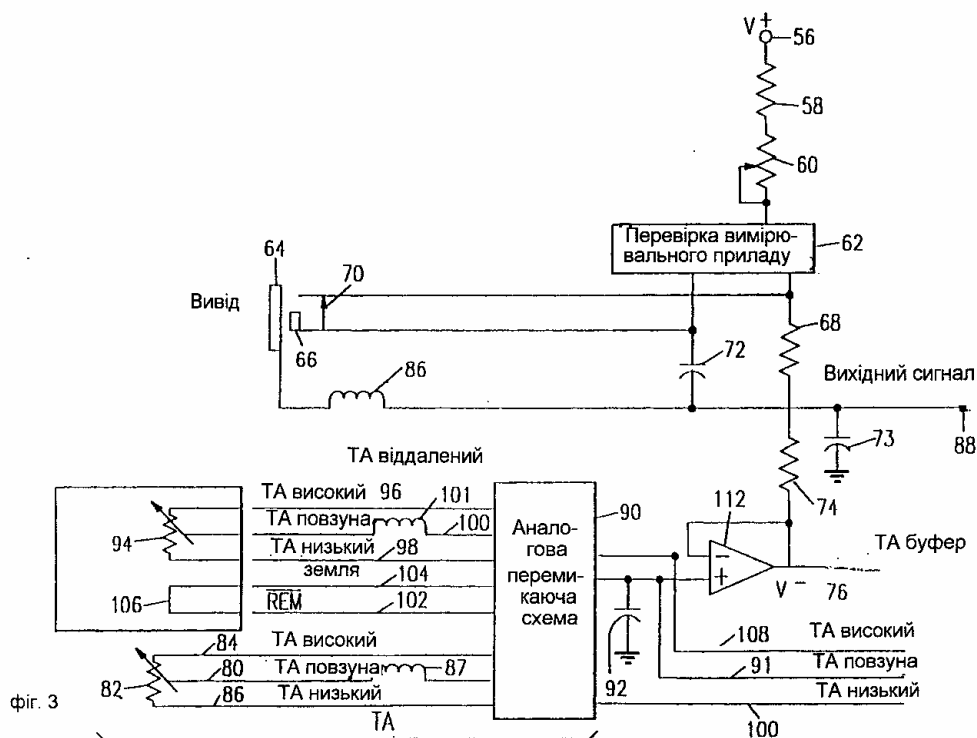 V +
56
58
60
Перевірка вимірю-
вального приладу
62
64
70
Вивід
66
68
72
86
Вихідний сигнал
73
88
74
ТА віддалений
ТА високий 96
101
ТА повзуна
100
94
ТА низький
98
земля
104
106
REM
102
90
Анало-
гова
переми-
каюча
схема
112
−
+
V −
ТА буфер
76
84
ТА високий
80
ТА повзуна
87
82
86
ТА низький
ТА
92
108
ТА високий
91
ТА повзуна
ТА низький
100
фіг. 3